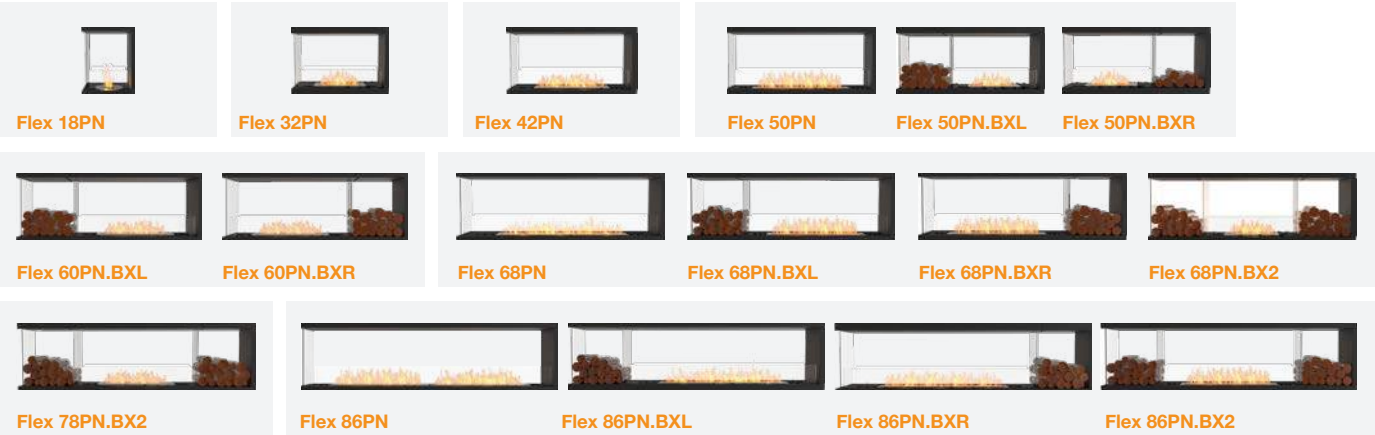 Flex 18PN
Flex 32PN
Flex 42PN
Flex 50PN
Flex 50PN.BXL
Flex 50PN.BXR
Flex 60PN.BXL
Flex 60PN.BXR
Flex 68PN
Flex 68PN.BXL
Flex 68PN.BXR
Flex 68PN.BX2
Flex 78PN.BX2
Flex 86PN
Flex 86PN.BXL
Flex 86PN.BXR
Flex 86PN.BX2